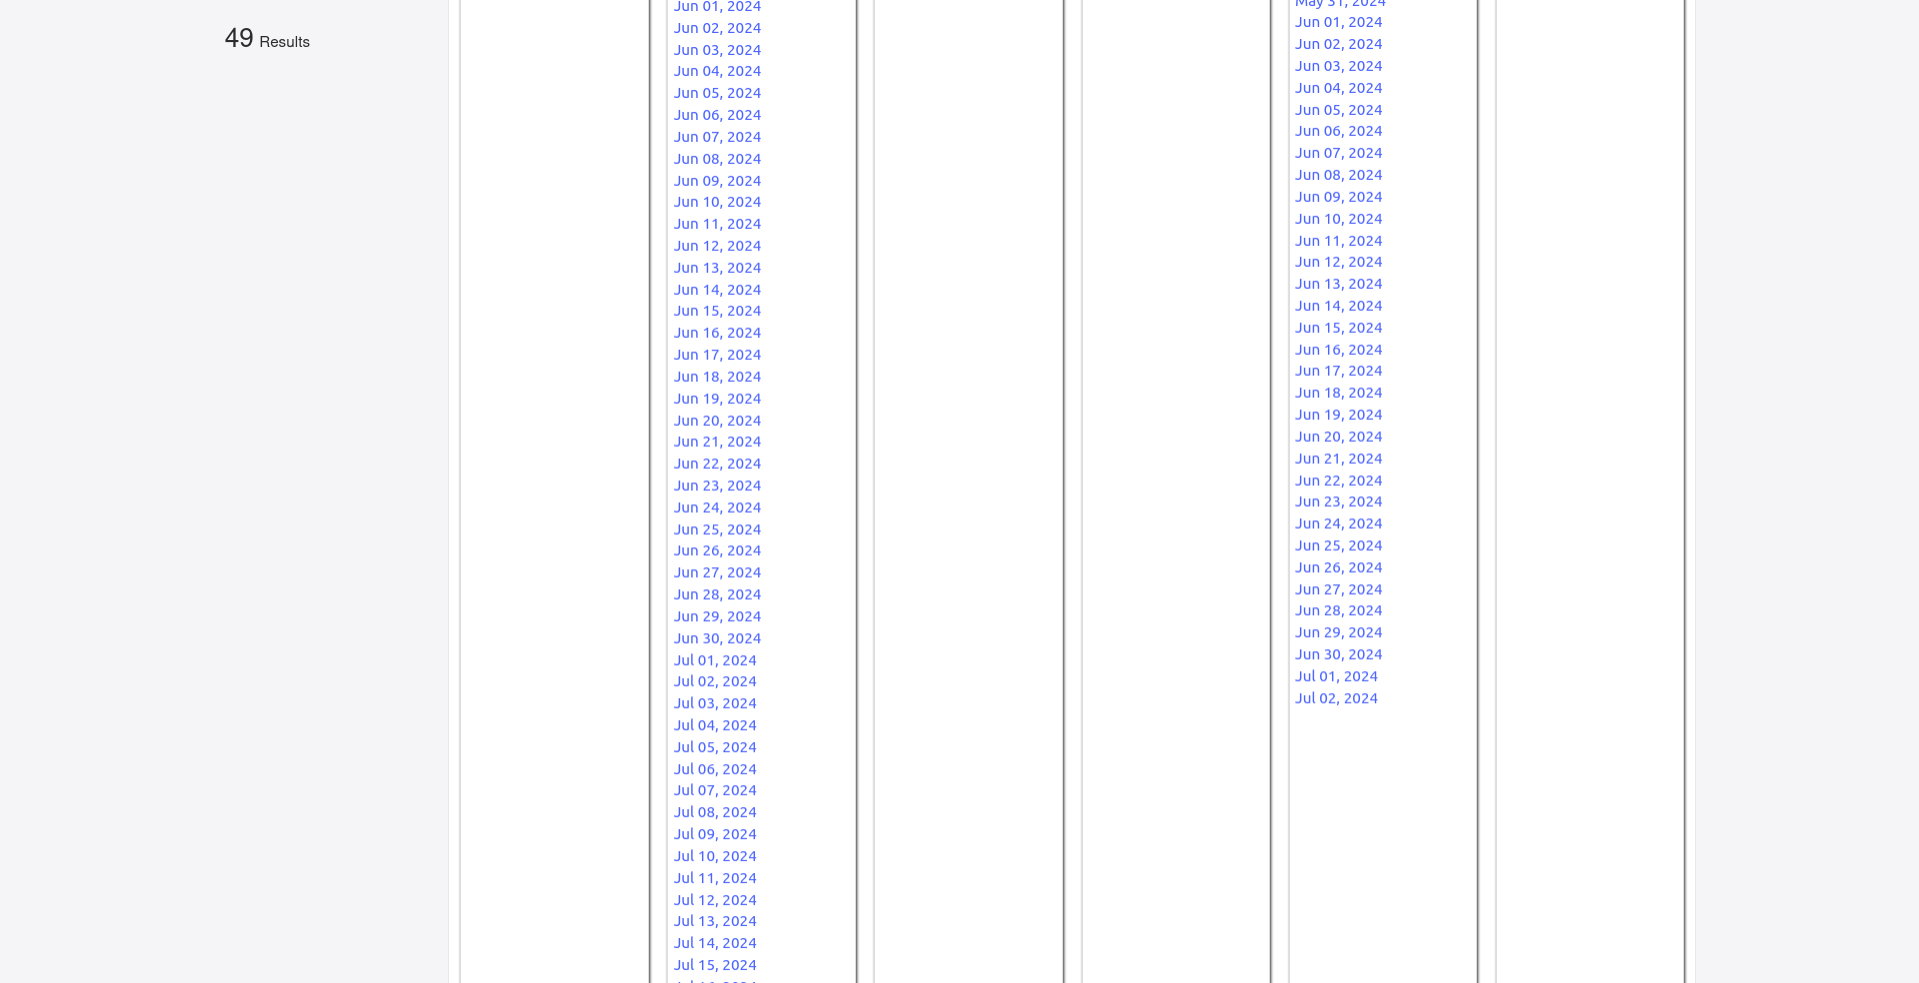 49 Results
Jun 01, 2024
Jun 02, 2024
Jun 03, 2024
Jun 04, 2024
Jun 05, 2024
Jun 06, 2024
Jun 07, 2024
Jun 08, 2024
Jun 09, 2024
Jun 10, 2024
Jun 11, 2024
Jun 12, 2024
Jun 13, 2024
Jun 14, 2024
Jun 15, 2024
Jun 16, 2024
Jun 17, 2024
Jun 18, 2024
Jun 19, 2024
Jun 20, 2024
Jun 21, 2024
Jun 22, 2024
Jun 23, 2024
Jun 24, 2024
Jun 25, 2024
Jun 26, 2024
Jun 27, 2024
Jun 28, 2024
Jun 29, 2024
Jun 30, 2024
Jul 01, 2024
Jul 02, 2024
Jul 03, 2024
Jul 04, 2024
Jul 05, 2024
Jul 06, 2024
Jul 07, 2024
Jul 08, 2024
Jul 09, 2024
Jul 10, 2024
Jul 11, 2024
Jul 12, 2024
Jul 13, 2024
Jul 14, 2024
Jul 15, 2024
May 31, 2024
Jun 01, 2024
Jun 02, 2024
Jun 03, 2024
Jun 04, 2024
Jun 05, 2024
Jun 06, 2024
Jun 07, 2024
Jun 08, 2024
Jun 09, 2024
Jun 10, 2024
Jun 11, 2024
Jun 12, 2024
Jun 13, 2024
Jun 14, 2024
Jun 15, 2024
Jun 16, 2024
Jun 17, 2024
Jun 18, 2024
Jun 19, 2024
Jun 20, 2024
Jun 21, 2024
Jun 22, 2024
Jun 23, 2024
Jun 24, 2024
Jun 25, 2024
Jun 26, 2024
Jun 27, 2024
Jun 28, 2024
Jun 29, 2024
Jun 30, 2024
Jul 01, 2024
Jul 02, 2024